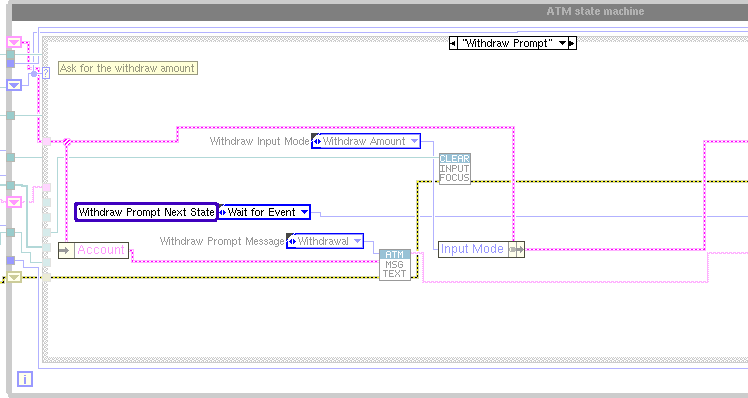 ATM state machine
"Withdraw Prompt"
?
Ask for the withdraw amount
Withdraw Input Mode
Withdraw Amount
CLEAR
INPUT
FOCUS
Withdraw Prompt Next State
Wait for Event
Withdraw Prompt Message
Withdrawal
Account
ATM
MSG
TEXT
Input Mode
i